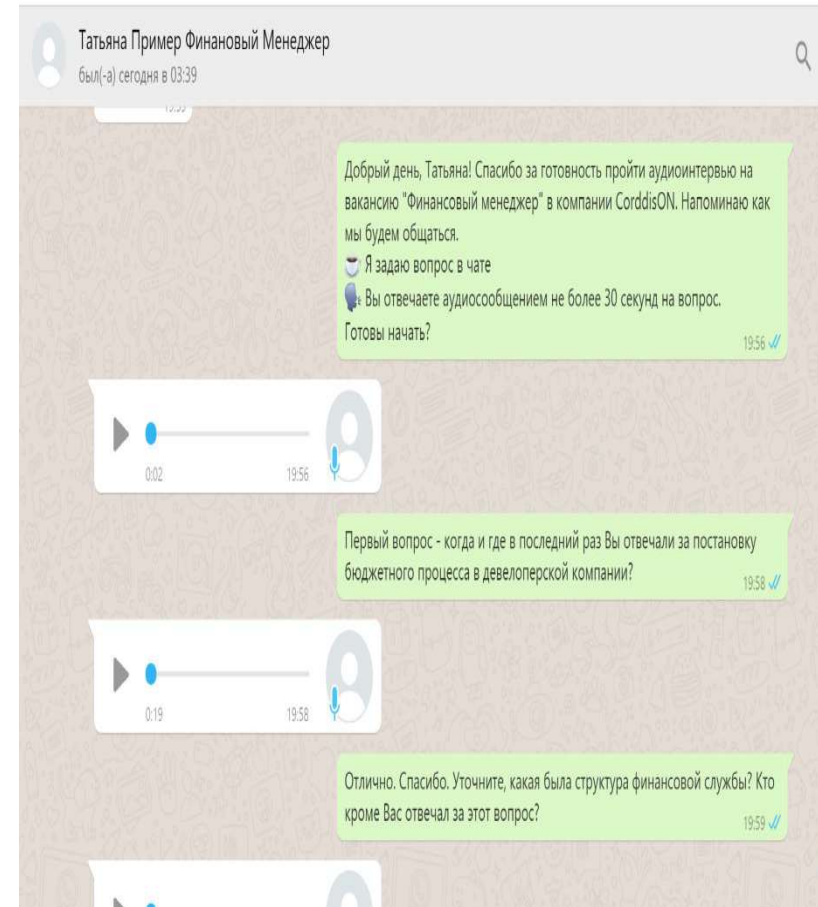 Татьяна Пример Финановый Менеджер
был(-а) сегодня в 03:39
Добрый день, Татьяна! Спасибо за готовность пройти аудиоинтервью на
вакансию "Финансовый менеджер" в компании CorddisON. Напоминаю как
мы будем общаться.
☕ Я задаю вопрос в чате
🗣 Вы отвечаете аудиосообщением не более 30 секунд на вопрос.
Готовы начать?
19:56
0:02 19:56
Первый вопрос - когда и где в последний раз Вы отвечали за постановку
бюджетного процесса в девелоперской компании?
19:58
0:19 19:58
Отлично. Спасибо. Уточните, какая была структура финансовой службы? Кто
кроме Вас отвечал за этот вопрос?
19:59